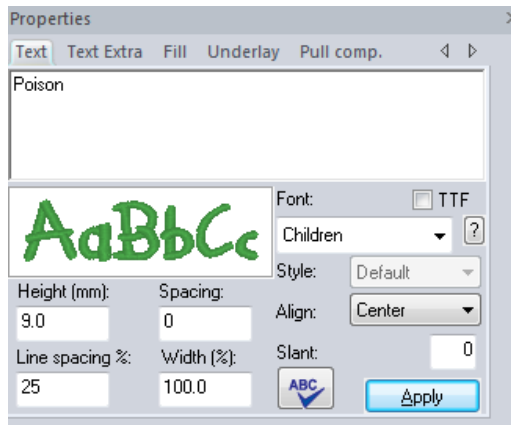 Properties
Text Text Extra Fill Underlay Pull comp.
Poison
AaBbCc
Font: TTF
Children ?
Style: Default
Height (mm): Spacing:
9.0 0
Align: Center
Line spacing %: Width (%): Slant: 0
25 100.0 ABC Apply